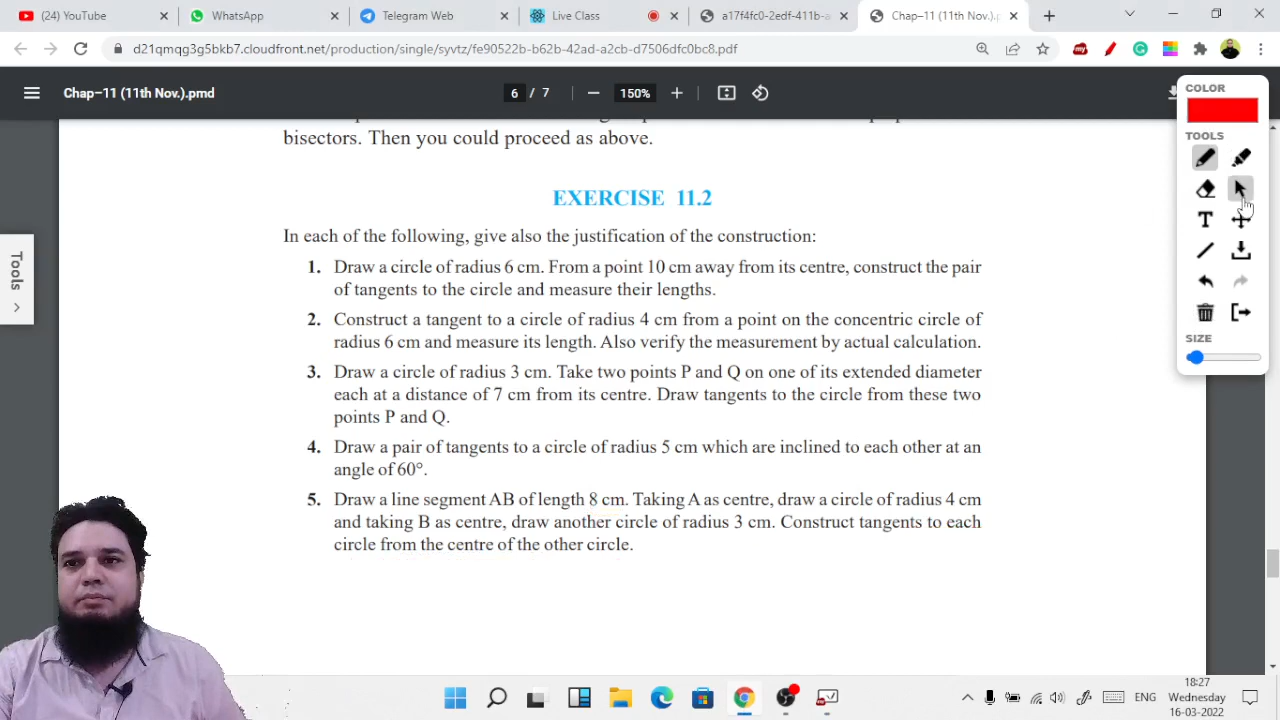 (24) YouTube
WhatsApp
Telegram Web
Live Class
a17f4fc0-2edf-411b-a
Chap-11 (11th Nov.).p
d21qmqg3g5bkb7.cloudfront.net/production/single/syvtz/fe90522b-b62b-42ad-a2cb-d7506dfc0bc8.pdf
Chap-11 (11th Nov.).pmd
6 / 7
150%
COLOR
TOOLS
SIZE
Tools
bisectors. Then you could proceed as above.
EXERCISE 11.2
In each of the following, give also the justification of the construction:
1. Draw a circle of radius 6 cm. From a point 10 cm away from its centre, construct the pair
of tangents to the circle and measure their lengths.
2. Construct a tangent to a circle of radius 4 cm from a point on the concentric circle of
radius 6 cm and measure its length. Also verify the measurement by actual calculation.
3. Draw a circle of radius 3 cm. Take two points P and Q on one of its extended diameter
each at a distance of 7 cm from its centre. Draw tangents to the circle from these two
points P and Q.
4. Draw a pair of tangents to a circle of radius 5 cm which are inclined to each other at an
angle of 60°.
5. Draw a line segment AB of length 8 cm. Taking A as centre, draw a circle of radius 4 cm
and taking B as centre, draw another circle of radius 3 cm. Construct tangents to each
circle from the centre of the other circle.
ENG
18:27
Wednesday
16-03-2022